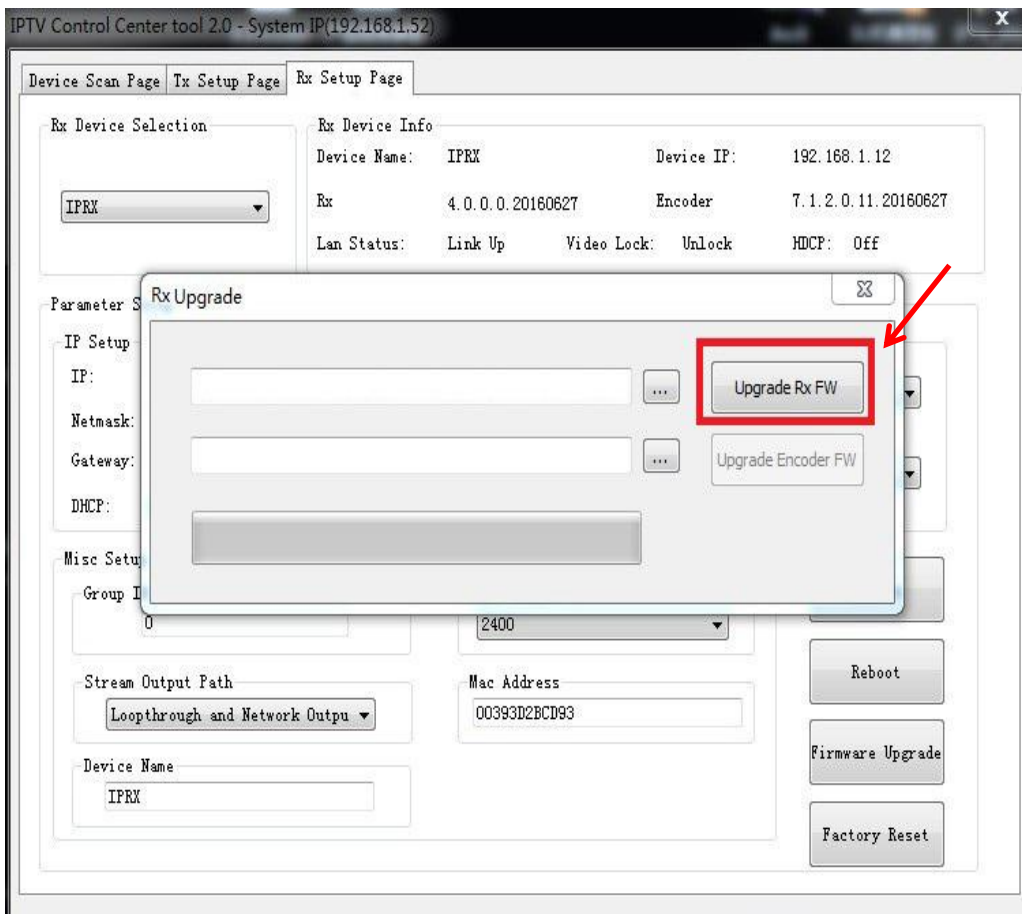 IPTV Control Center tool 2.0 - System IP(192.168.1.52)
x
Device Scan Page Tx Setup Page Rx Setup Page
Rx Device Selection
IPRX
Rx Device Info
Device Name: IPRX Device IP: 192.168.1.12
Rx 4.0.0.0.20160627 Encoder 7.1.2.0.11.20160627
Lan Status: Link Up Video Lock: Unlock HDCP: Off
Parameter S
Rx Upgrade
IP Setup
IP:
... Upgrade Rx FW
Netmask:
Gateway:
... Upgrade Encoder FW
DHCP:
Misc Setu
Group I
0
2400
Stream Output Path
Loopthrough and Network Outpu
Mac Address
00393D2BCD93
Device Name
IPRX
Reboot
Firmware Upgrade
Factory Reset